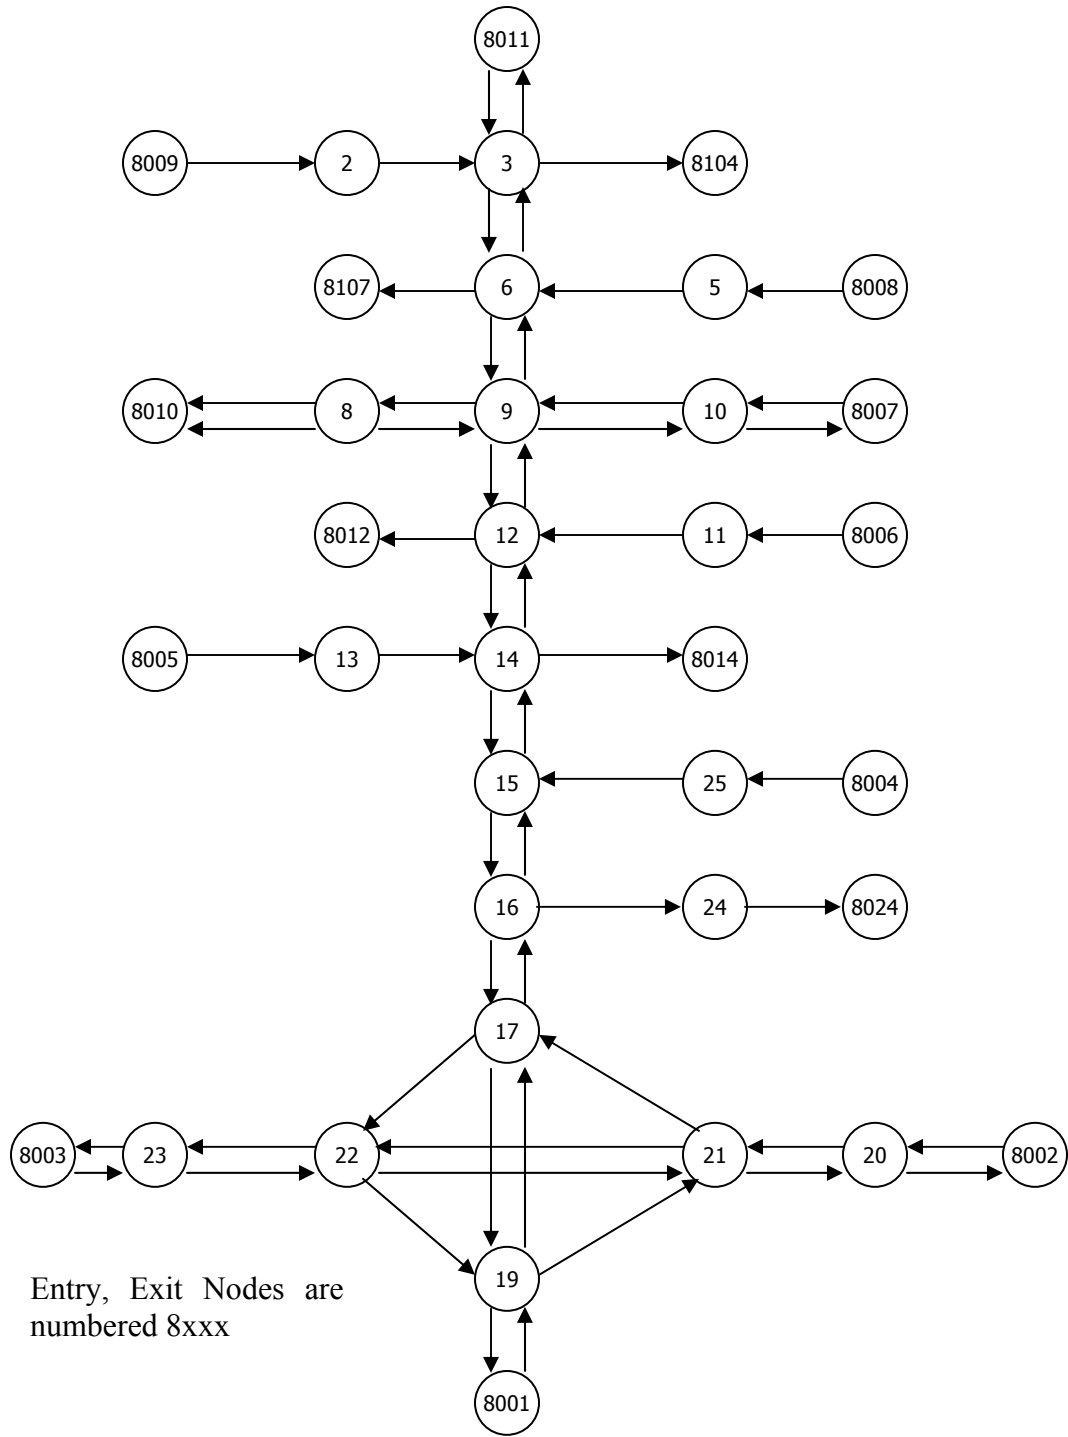 8011
8009 2 3 8104
8107 6 5 8008
8010 8 9 10 8007
8012 12 11 8006
8005 13 14 8014
15 25 8004
16 24 8024
17
8003 23 22 21 20 8002
19
Entry, Exit Nodes are
numbered 8xxx
8001